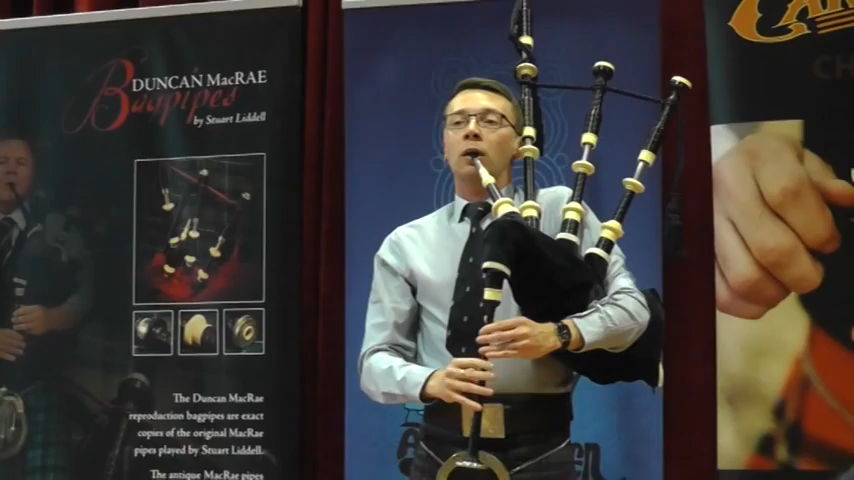 DUNCAN MACRAE
Bagpipes
by Stuart Liddell
The Duncan MacRae
reproduction bagpipes are exact
copies of the original MacRae
pipes played by Stuart Liddell.
The antique MacRae pipes
CH